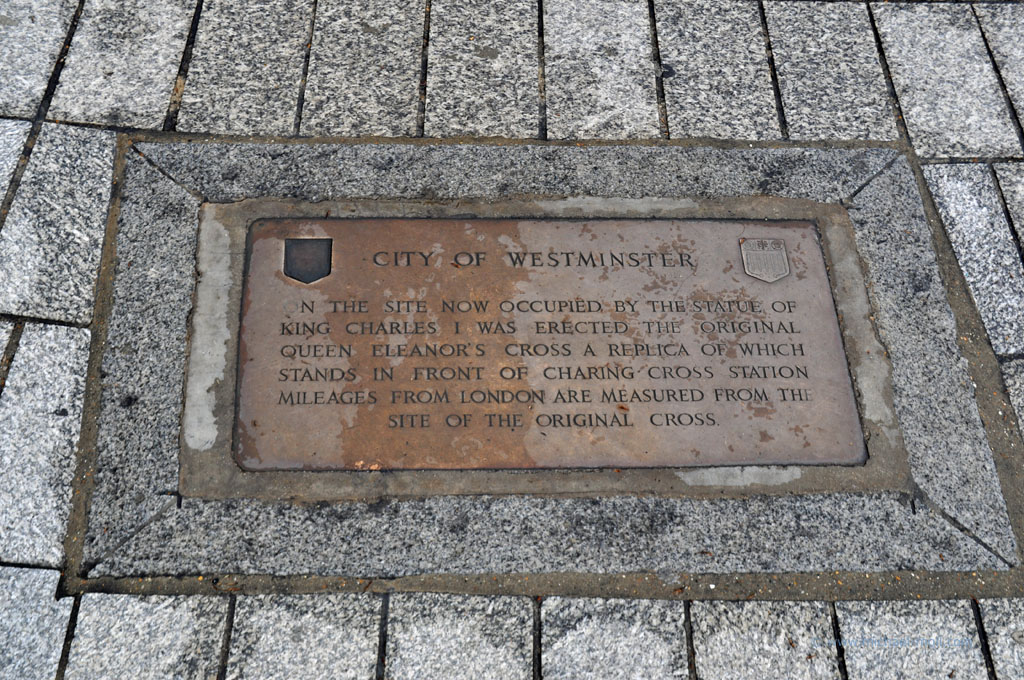 CITY OF WESTMINSTER
N THE SITE NOW OCCUPIED BY THE STATUE OF
KING CHARLES I WAS ERECTED THE ORIGINAL
QUEEN ELEANOR'S CROSS A REPLICA OF WHICH
STANDS IN FRONT OF CHARING CROSS STATION
MILEAGES FROM LONDON ARE MEASURED FROM THE
SITE OF THE ORIGINAL CROSS.